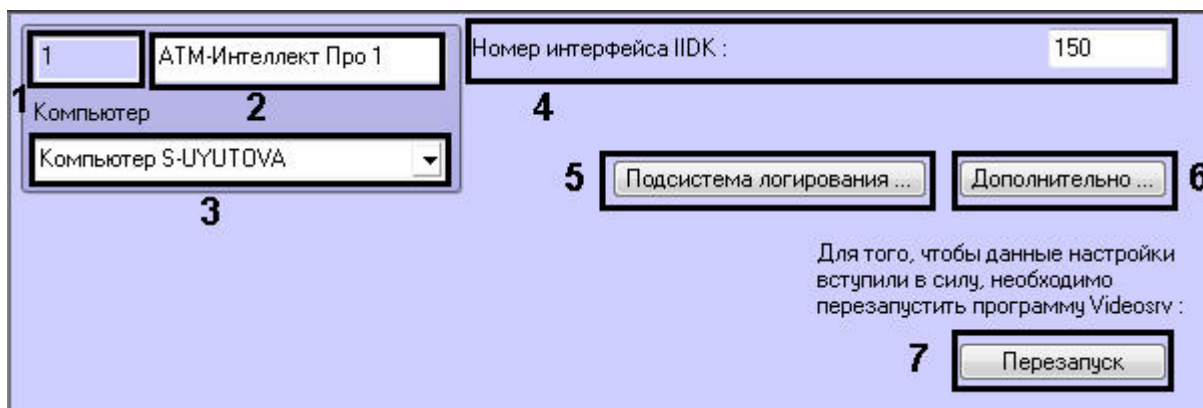 1
АТМ-Интеллект Про 1
1
2
Компьютер
Компьютер S-UYUTOVA
3
Номер интерфейса IIDK :
150
4
5
Подсистема логирования ...
Дополнительно ...
6
Для того, чтобы данные настройки
вступили в силу, необходимо
перезапустить программу Videosrv :
7
Перезапуск